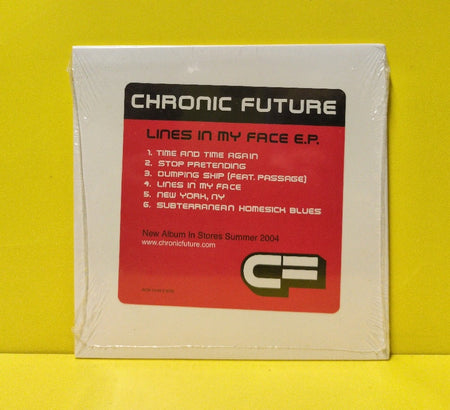 CHRONIC FUTURE
LINES IN MY FACE E.P.
1. TIME AND TIME AGAIN
2. STOP PRETENDING
3. DUMPING SHIP (FEAT. PASSAGE)
4. LINES IN MY FACE
5. NEW YORK, NY
6. SUBTERRANEAN HOMESICK BLUES
New Album In Stores Summer 2004
www.chronicfuture.com
CF